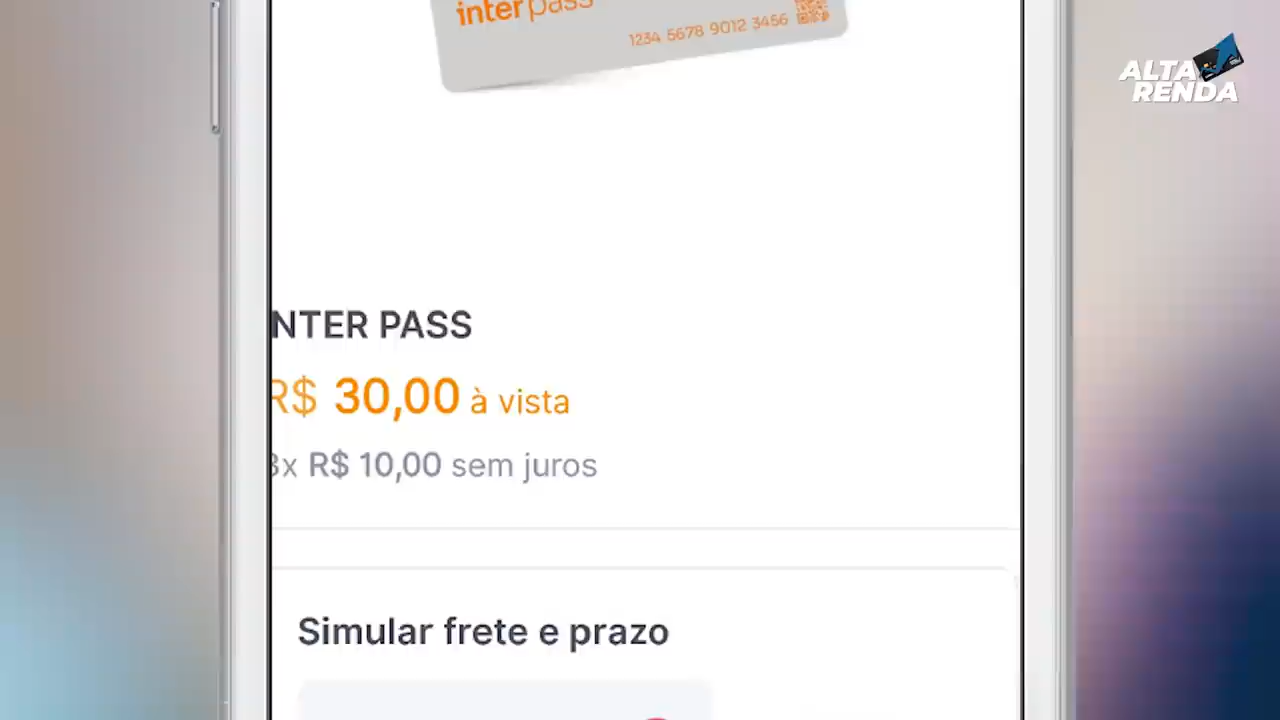 inter pass
1234 5678 9012 3456
ALTA
RENDA
NTER PASS
R$ 30,00 à vista
3x R$ 10,00 sem juros
Simular frete e prazo